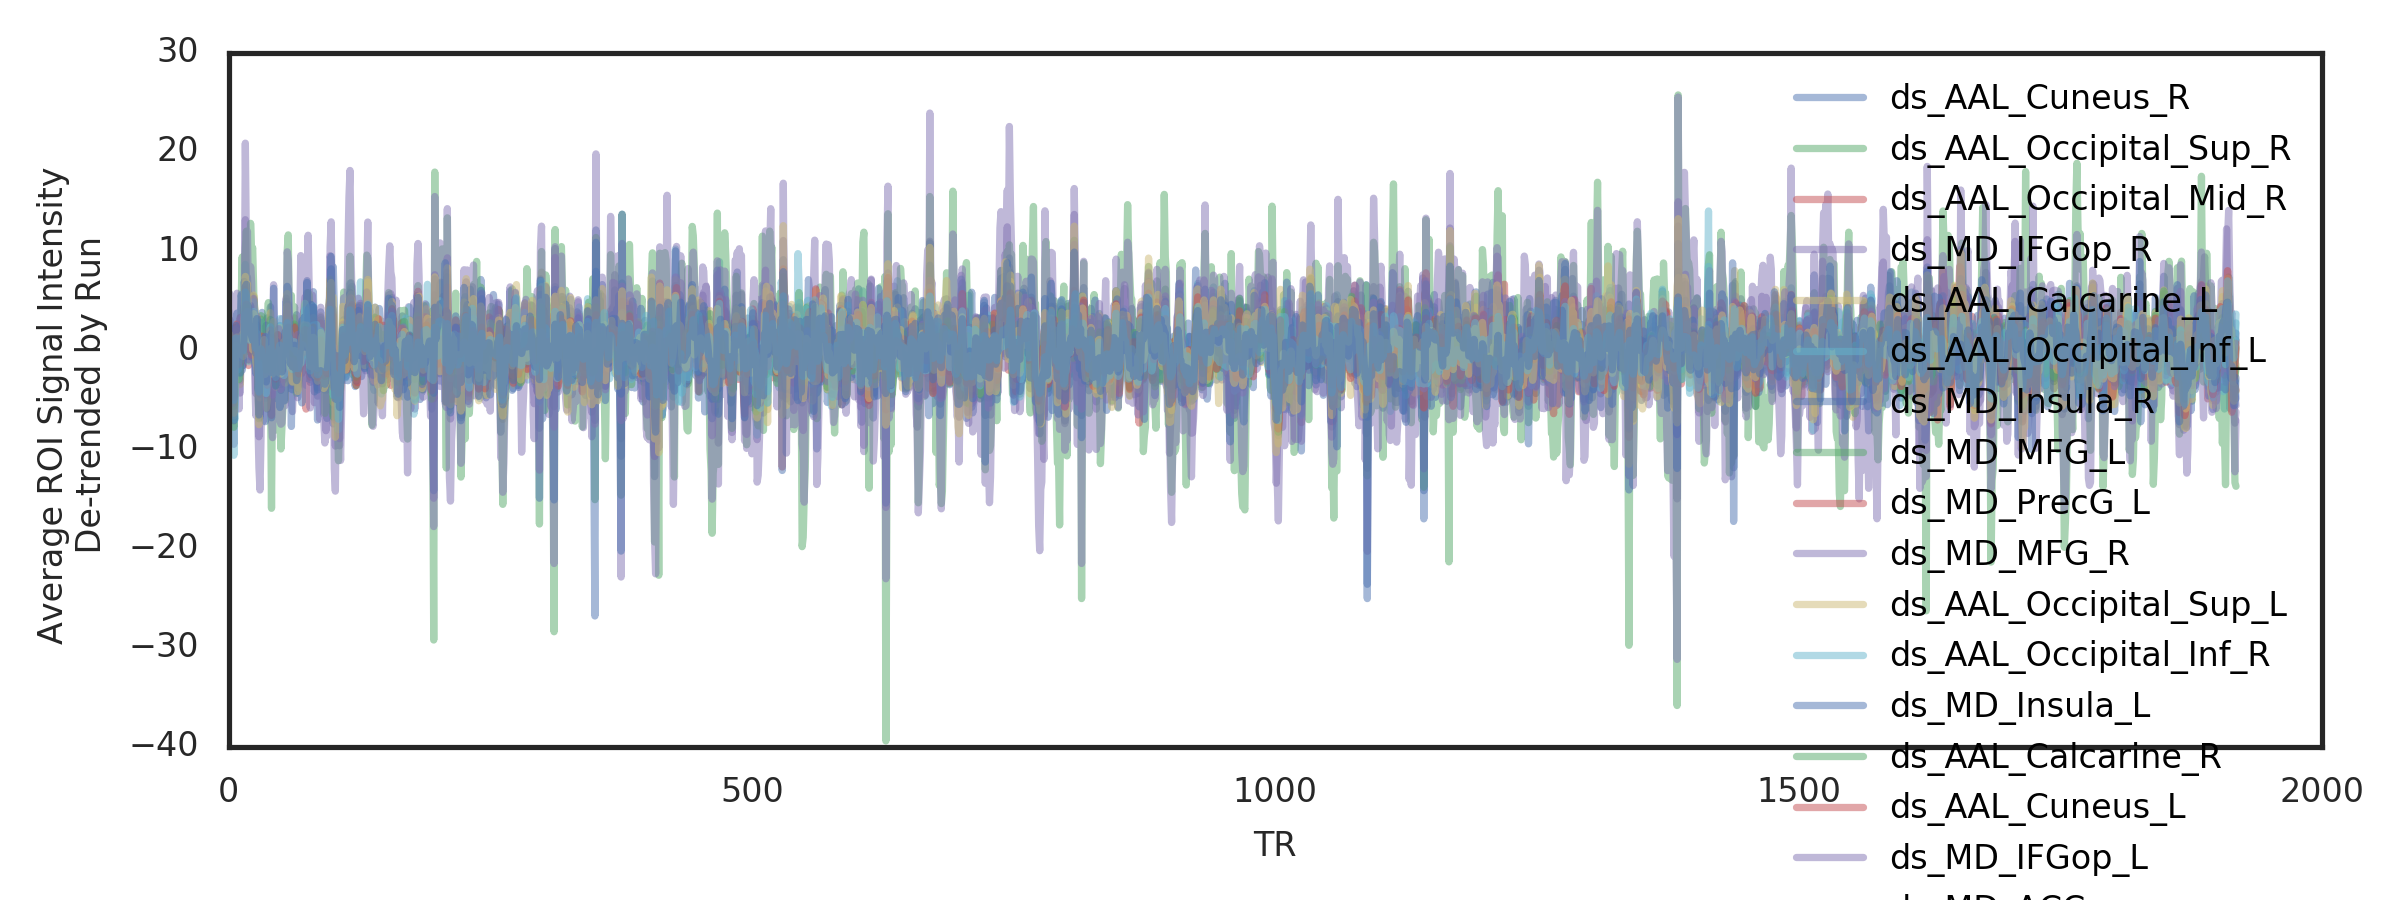 30
20
10
0
−10
−20
−30
−40
Average ROI Signal Intensity
De-trended by Run
0
500
1000
1500
2000
TR
ds_AAL_Cuneus_R
ds_AAL_Occipital_Sup_R
ds_AAL_Occipital_Mid_R
ds_MD_IFGop_R
ds_AAL_Calcarine_L
ds_AAL_Occipital_Inf_L
ds_MD_Insula_R
ds_MD_MFG_L
ds_MD_PrecG_L
ds_MD_MFG_R
ds_AAL_Occipital_Sup_L
ds_AAL_Occipital_Inf_R
ds_MD_Insula_L
ds_AAL_Calcarine_R
ds_AAL_Cuneus_L
ds_MD_IFGop_L